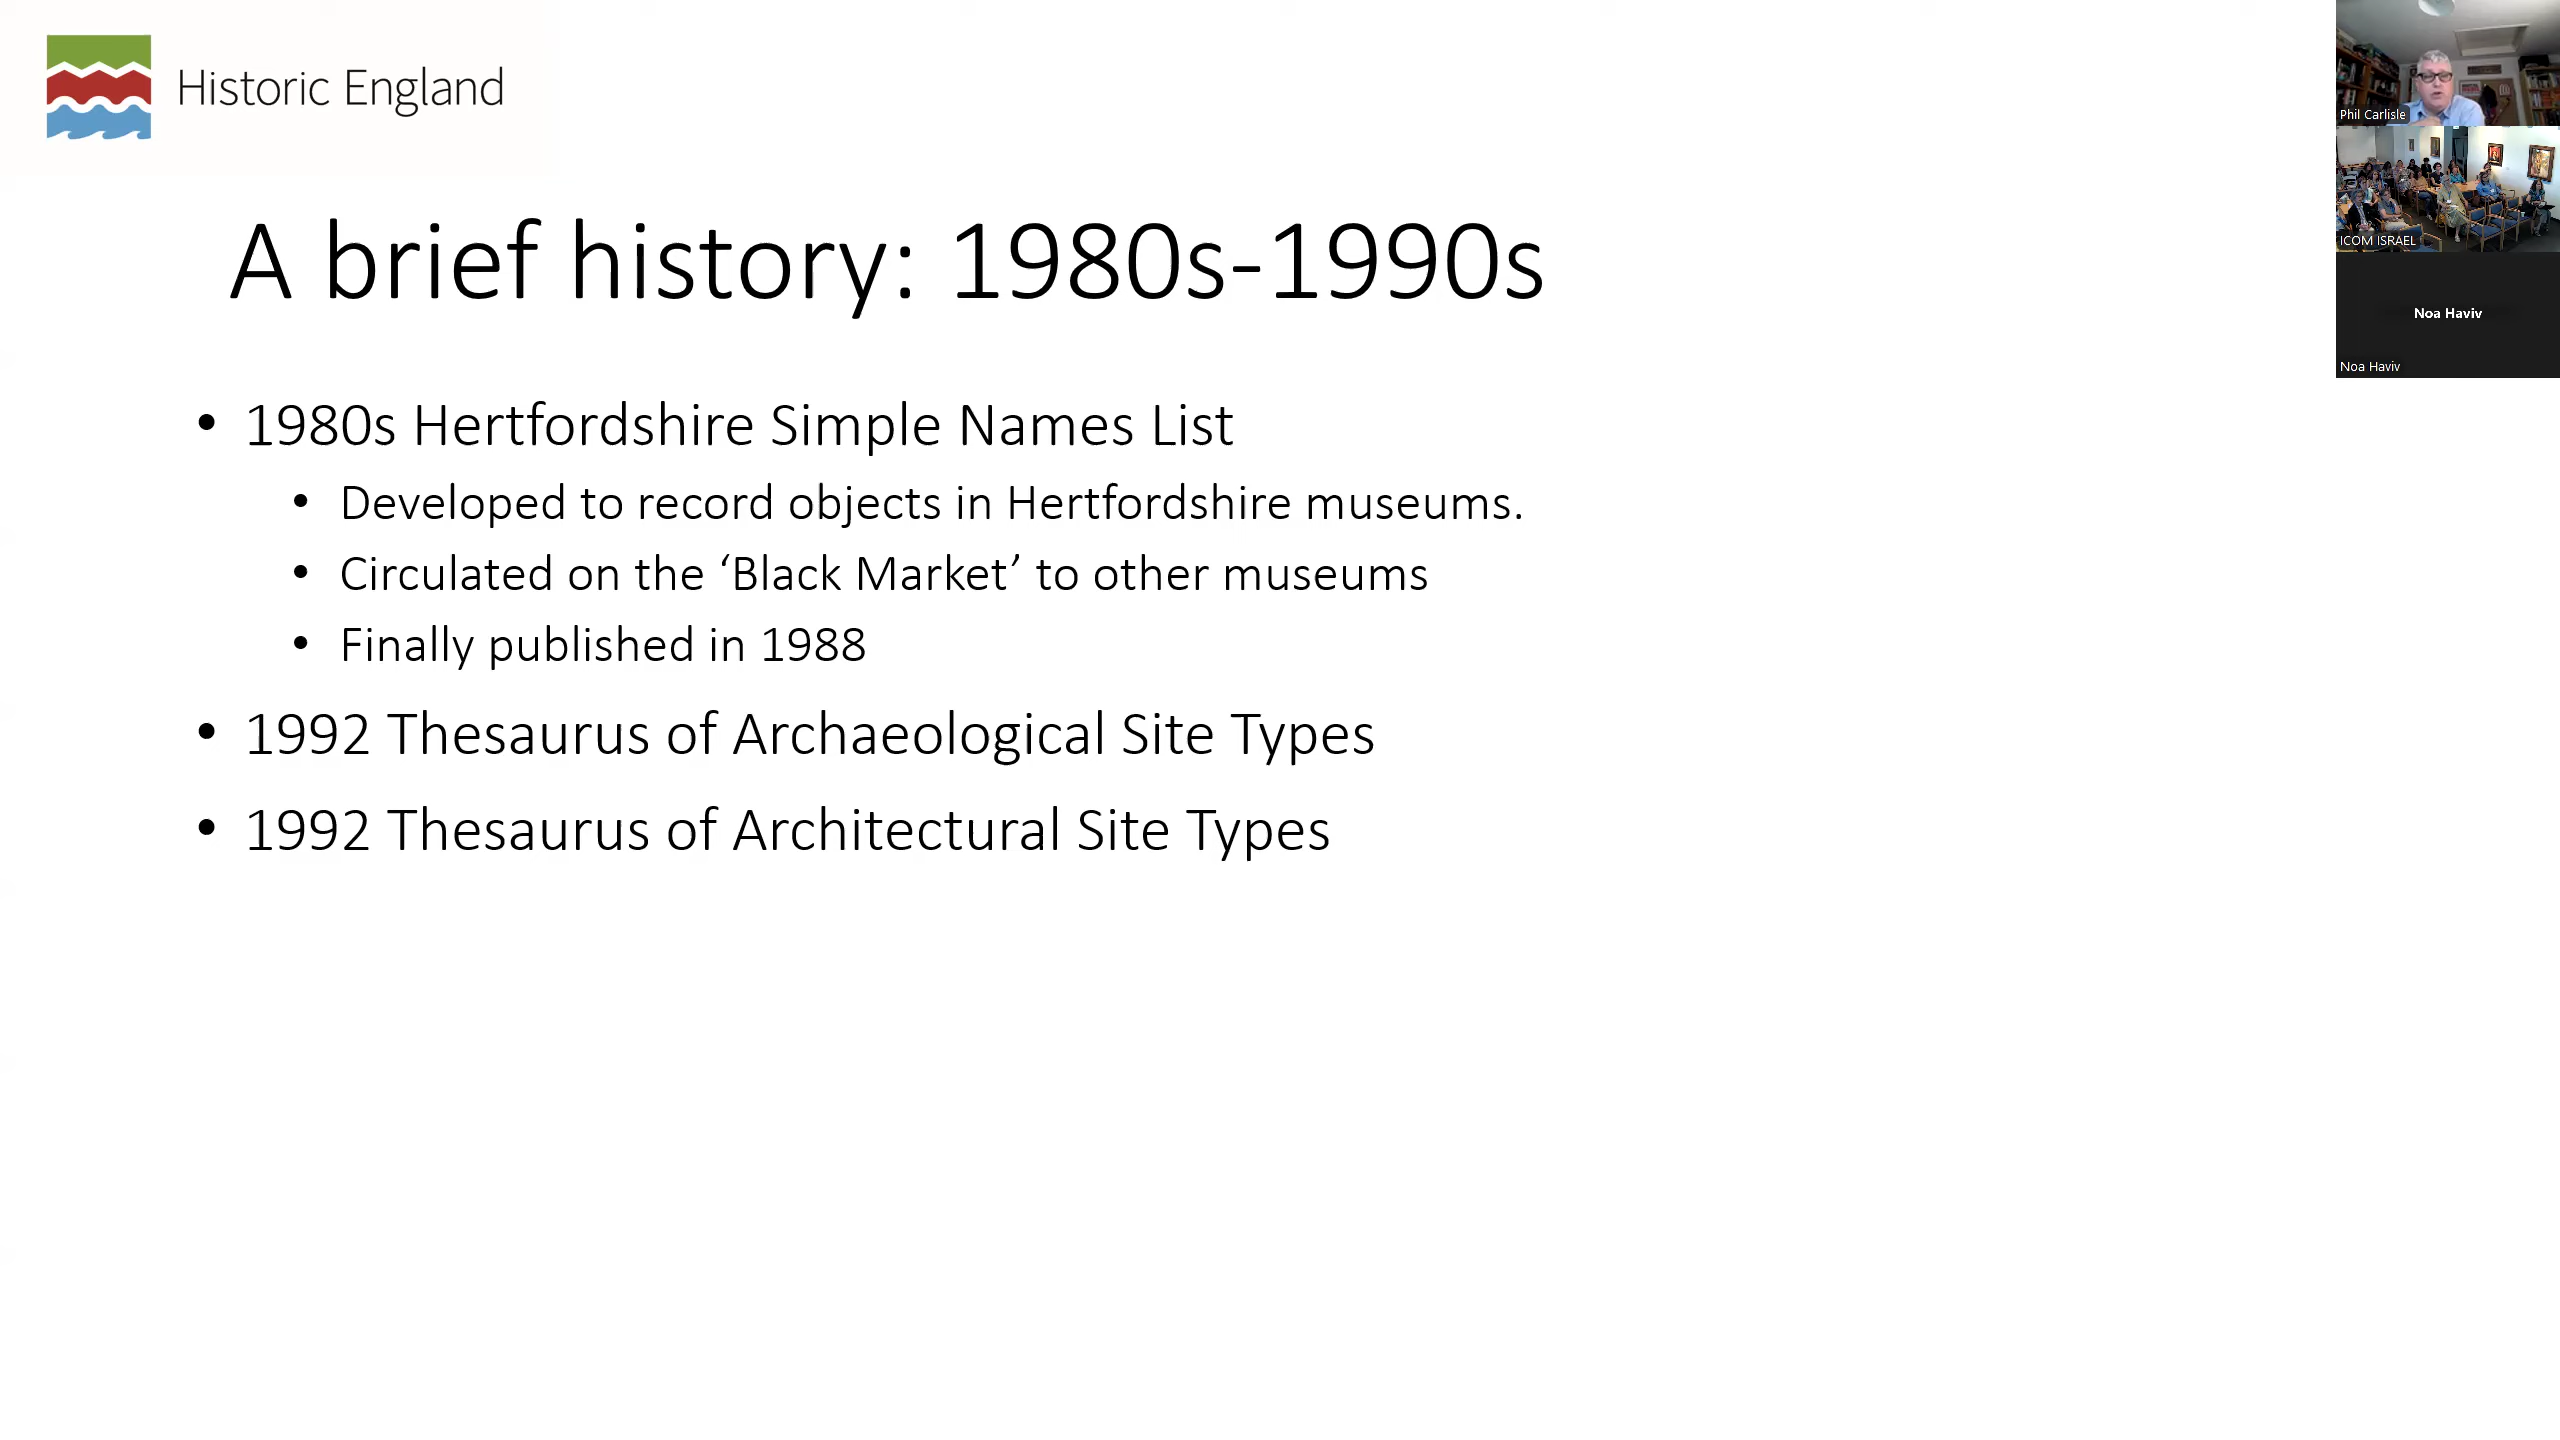 Historic England
A brief history: 1980s-1990s
• 1980s Hertfordshire Simple Names List
• Developed to record objects in Hertfordshire museums.
• Circulated on the ‘Black Market’ to other museums
• Finally published in 1988
• 1992 Thesaurus of Archaeological Site Types
• 1992 Thesaurus of Architectural Site Types
Phil Carlisle
ICOM ISRAEL
Noa Haviv
Noa Haviv